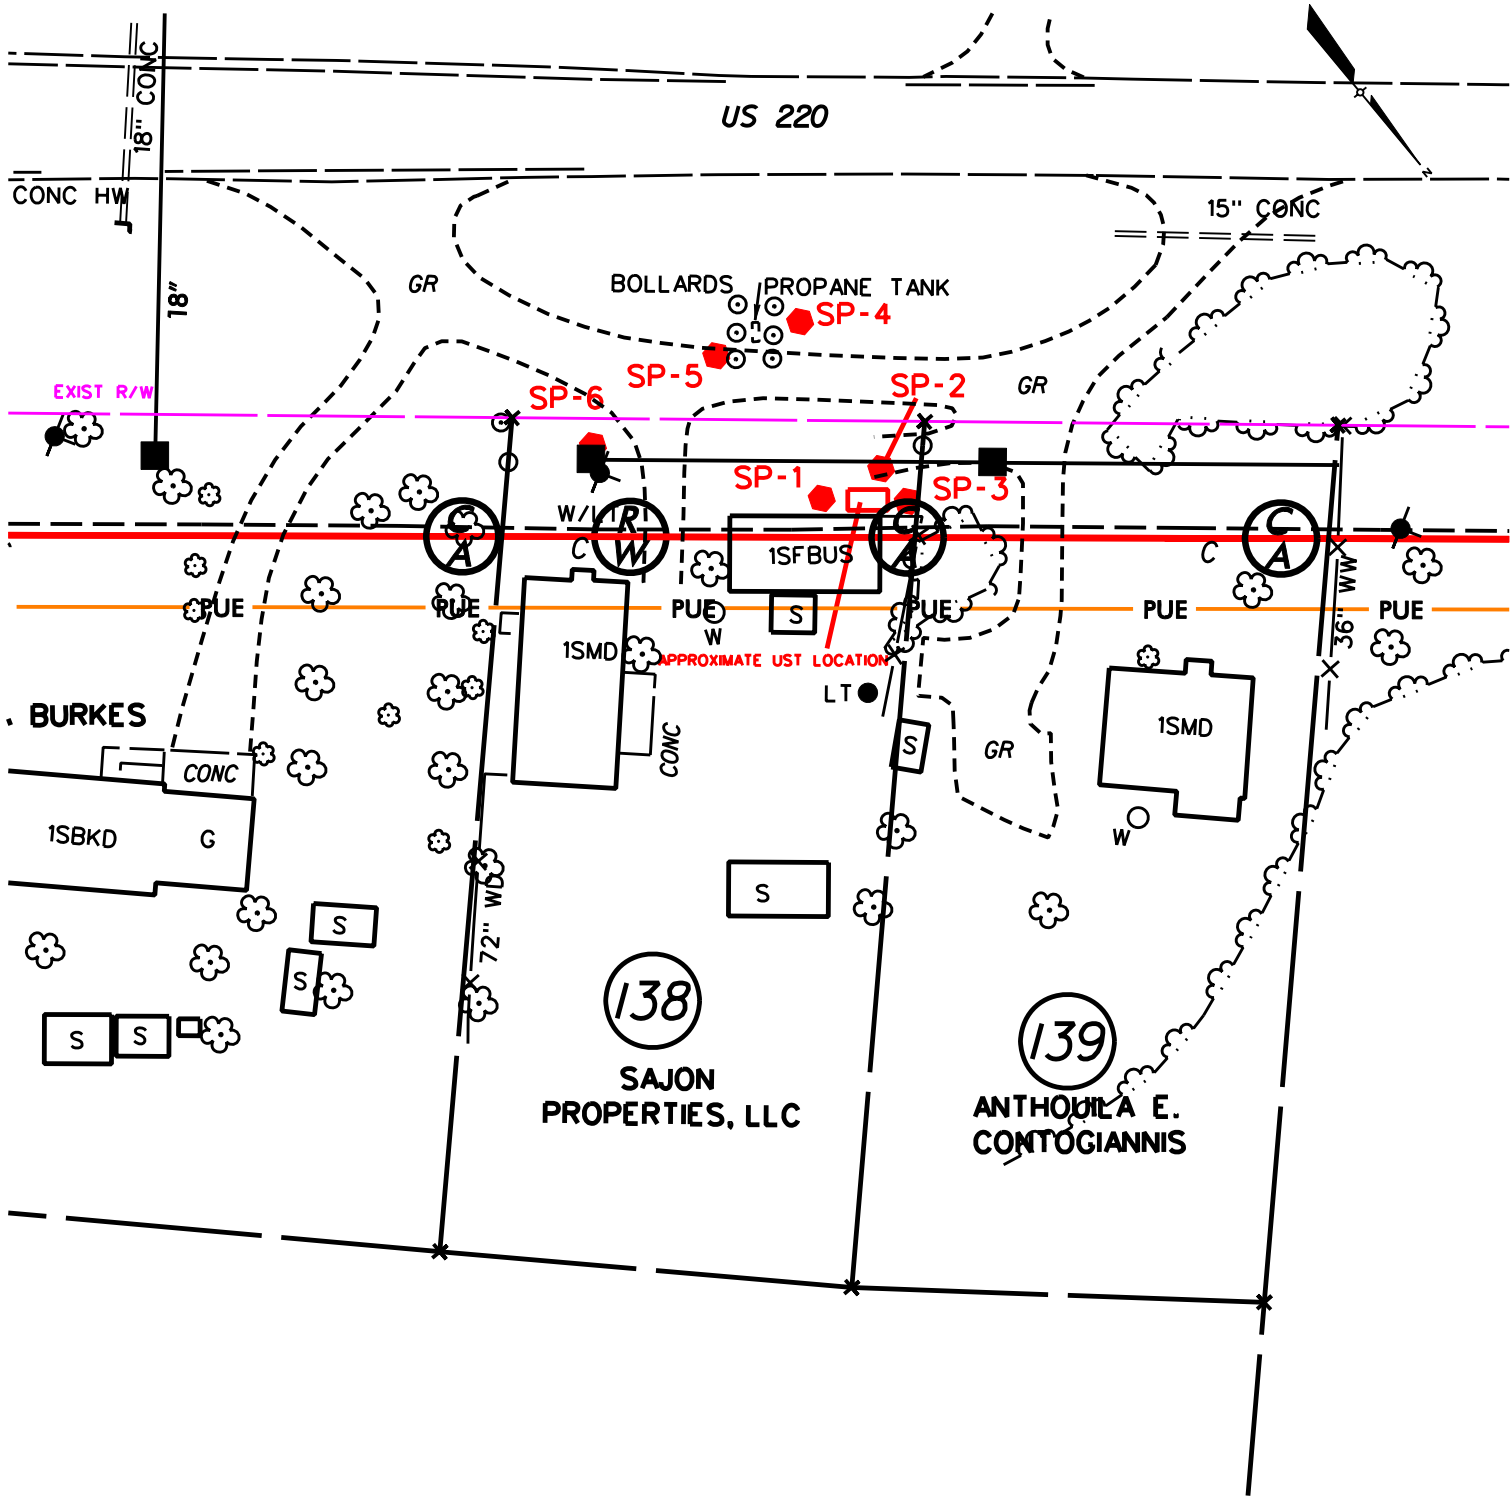 18" CONC
US 220
N
CONC HW
15" CONC
18"
GR
BOLLARDS
PROPANE TANK
SP-4
SP-5
SP-2
GR
EXIST R/W
SP-6
SP-1
SP-3
W/LT
C
A
R
W
C
A
C
A
C
C
1SFBUS
PUE
PUE
PUE
PUE
PUE
PUE
S
W
36" WW
1SMD
APPROXIMATE UST LOCATION
LT
BURKES
1SMD
S
CONC
GR
CONC
1SBKD
G
W
S
72" WD
S
S
138
139
S
S
SAJON
PROPERTIES, LLC
ANTHOUILA E.
CONTOGIANNIS